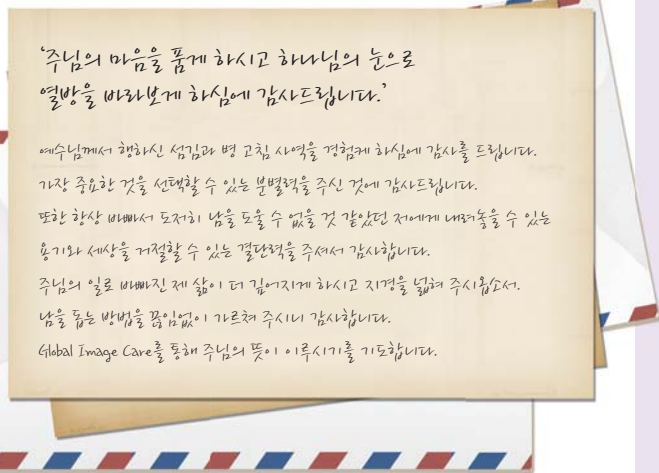 '주님의 마음을 품게 하시고 하나님의 눈으로
열방을 바라보게 하심에 감사드립니다.'
예수님께서 행하신 섬김과 병 고침 사역을 경험케 하심에 감사를 드립니다.
가장 중요한 것을 선택할 수 있는 분별력을 주신 것에 감사드립니다.
또한 항상 바빠서 도저히 남을 도울 수 없을 것 같았던 저에게 내려놓을 수 있는
용기와 세상을 거절할 수 있는 결단력을 주셔서 감사합니다.
주님의 일로 바빠진 제 삶이 더 깊어지게 하시고 지경을 넓혀 주시옵소서.
남을 돕는 방법을 끊임없이 가르쳐 주시니 감사합니다.
Global Image Care를 통해 주님의 뜻이 이루시기를 기도합니다.